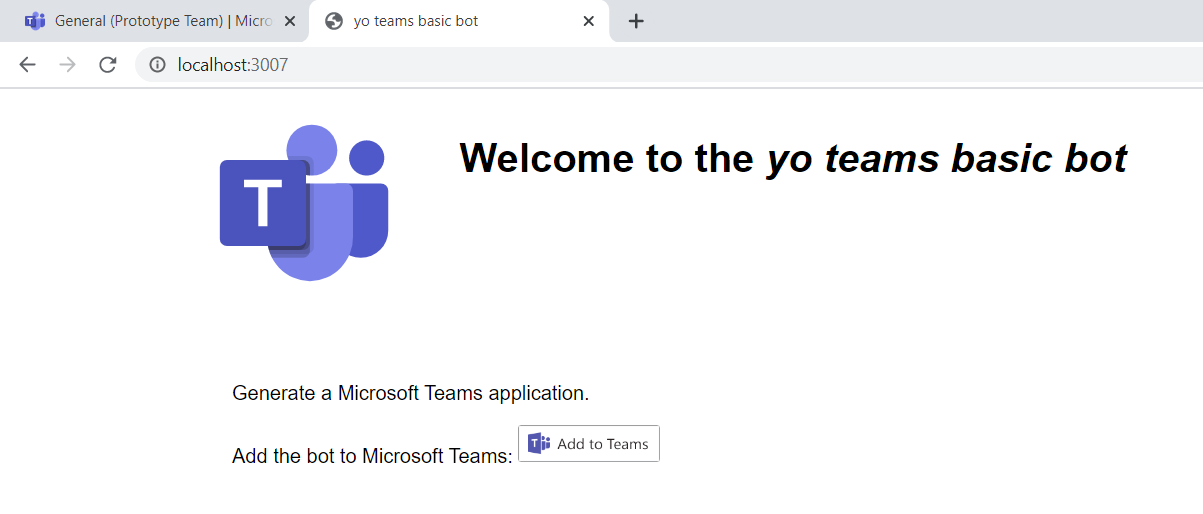 General (Prototype Team) | Micro
yo teams basic bot
localhost:3007
T
Welcome to the yo teams basic bot
Generate a Microsoft Teams application.
Add the bot to Microsoft Teams: Add to Teams